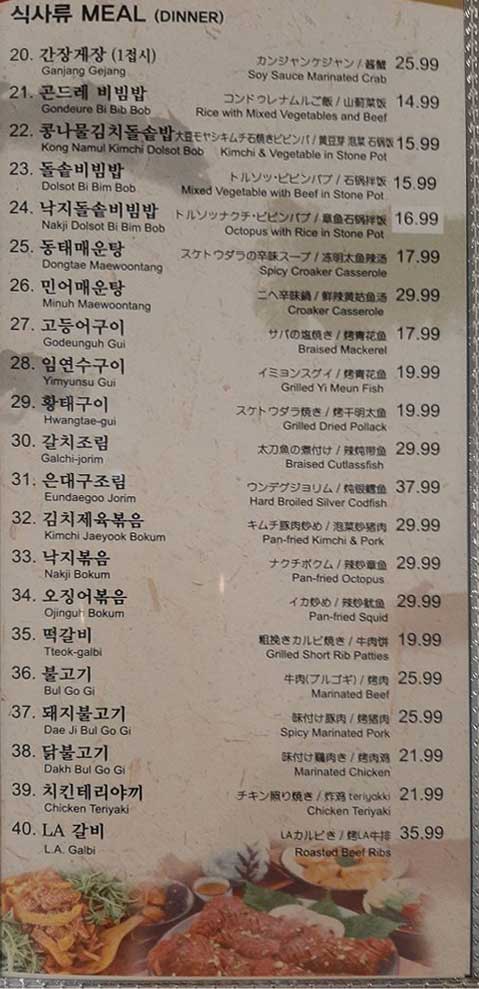 식사류 MEAL (DINNER)
20. 간장게장 (1접시) カンジャンケジャン / 酱蟹 25.99
Ganjang Gejang Soy Sauce Marinated Crab
21. 곤드레 비빔밥 コンドゥレナムルご飯 / 山蓟菜饭 14.99
Gondeure Bi Bib Bob Rice with Mixed Vegetables and Beef
22. 콩나물김치돌솥밥 大豆モヤシキムチ石焼きビビンバ / 黄豆芽 泡菜 石锅饭 15.99
Kong Namul Kimchi Dolsot Bob Kimchi & Vegetable in Stone Pot
23. 돌솥비빔밥 トルソッ・ビビンパプ / 石锅拌饭 15.99
Dolsot Bi Bim Bob Mixed Vegetable with Beef in Stone Pot
24. 낙지돌솥비빔밥 トルソッナクチ・ビビンパプ / 章鱼石锅拌饭 16.99
Nakji Dolsot Bi Bim Bob Octopus with Rice in Stone Pot
25. 동태매운탕 スケトウダラの辛味スープ / 冻明太鱼辣汤 17.99
Dongtae Maewoontang Spicy Croaker Casserole
26. 민어매운탕 ニベ辛味鍋 / 鲜辣黄姑鱼汤 29.99
Minuh Maewoontang Croaker Casserole
27. 고등어구이 サバの塩焼き / 烤青花鱼 17.99
Godeunguh Gui Braised Mackerel
28. 임연수구이 イミョンスグイ / 烤青花鱼 19.99
Yimyunsu Gui Grilled Yi Meun Fish
29. 황태구이 スケトウダラ焼き / 烤干明太鱼 19.99
Hwangtae-gui Grilled Dried Pollack
30. 갈치조림 太刀魚の煮付け / 辣炖带鱼 29.99
Galchi-jorim Braised Cutlassfish
31. 은대구조림 ウンデグジョリム / 炖银鳕鱼 37.99
Eundaegoo Jorim Hard Broiled Silver Codfish
32. 김치제육볶음 キムチ豚肉炒め / 泡菜炒猪肉 29.99
Kimchi Jaeyook Bokum Pan-fried Kimchi & Pork
33. 낙지볶음 ナクチポクム / 辣炒章鱼 29.99
Nakji Bokum Pan-fried Octopus
34. 오징어볶음 イカ炒め / 辣炒鱿鱼 29.99
Ojinguh Bokum Pan-fried Squid
35. 떡갈비 粗挽きカルビ焼き / 牛肉饼 19.99
Tteok-galbi Grilled Short Rib Patties
36. 불고기 牛肉(プルゴギ) / 烤肉 25.99
Bul Go Gi Marinated Beef
37. 돼지불고기 味付け豚肉 / 烤猪肉 25.99
Dae Ji Bul Go Gi Spicy Marinated Pork
38. 닭불고기 味付け鶏肉き / 烤肉鸡 21.99
Dakh Bul Go Gi Marinated Chicken
39. 치킨테리야끼 チキン照り焼き / 炸鸡 teriyakki 21.99
Chicken Teriyaki Chicken Teriyaki
40. LA 갈비 LAカルビき / 烤LA牛排 35.99
L.A. Galbi Roasted Beef Ribs